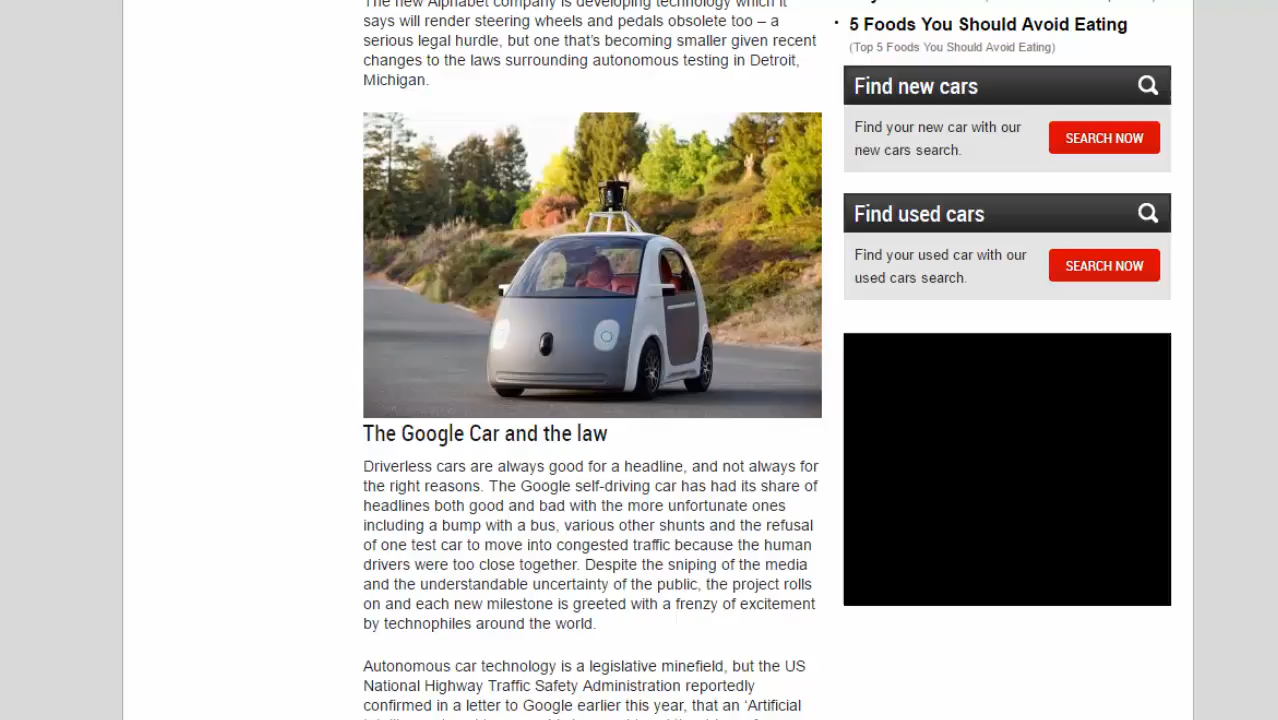 The new Alphabet company is developing technology which it
says will render steering wheels and pedals obsolete too – a
serious legal hurdle, but one that's becoming smaller given recent
changes to the laws surrounding autonomous testing in Detroit,
Michigan.
The Google Car and the law
Driverless cars are always good for a headline, and not always for
the right reasons. The Google self-driving car has had its share of
headlines both good and bad with the more unfortunate ones
including a bump with a bus, various other shunts and the refusal
of one test car to move into congested traffic because the human
drivers were too close together. Despite the sniping of the media
and the understandable uncertainty of the public, the project rolls
on and each new milestone is greeted with a frenzy of excitement
by technophiles around the world.
Autonomous car technology is a legislative minefield, but the US
National Highway Traffic Safety Administration reportedly
confirmed in a letter to Google earlier this year, that an 'Artificial
5 Foods You Should Avoid Eating
(Top 5 Foods You Should Avoid Eating)
Find new cars
Find your new car with our
new cars search.
SEARCH NOW
Find used cars
Find your used car with our
used cars search.
SEARCH NOW